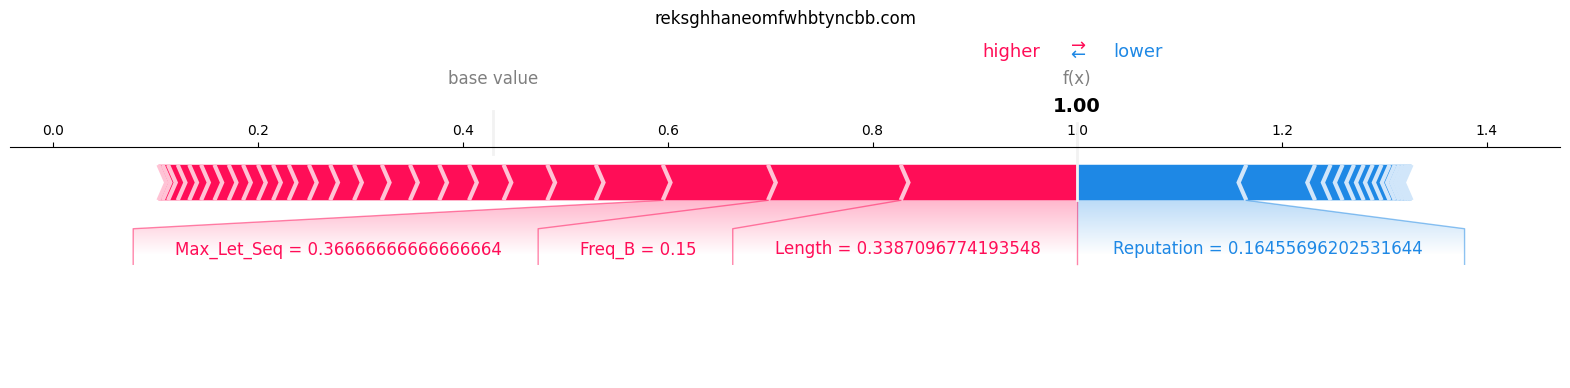 reksghhaneomfwhbtyncbb.com
higher ⇄ lower
base value f(x)
1.00
0.0 0.2 0.4 0.6 0.8 1.0 1.2 1.4
Max_Let_Seq = 0.36666666666666664 Freq_B = 0.15 Length = 0.3387096774193548 Reputation = 0.16455696202531644